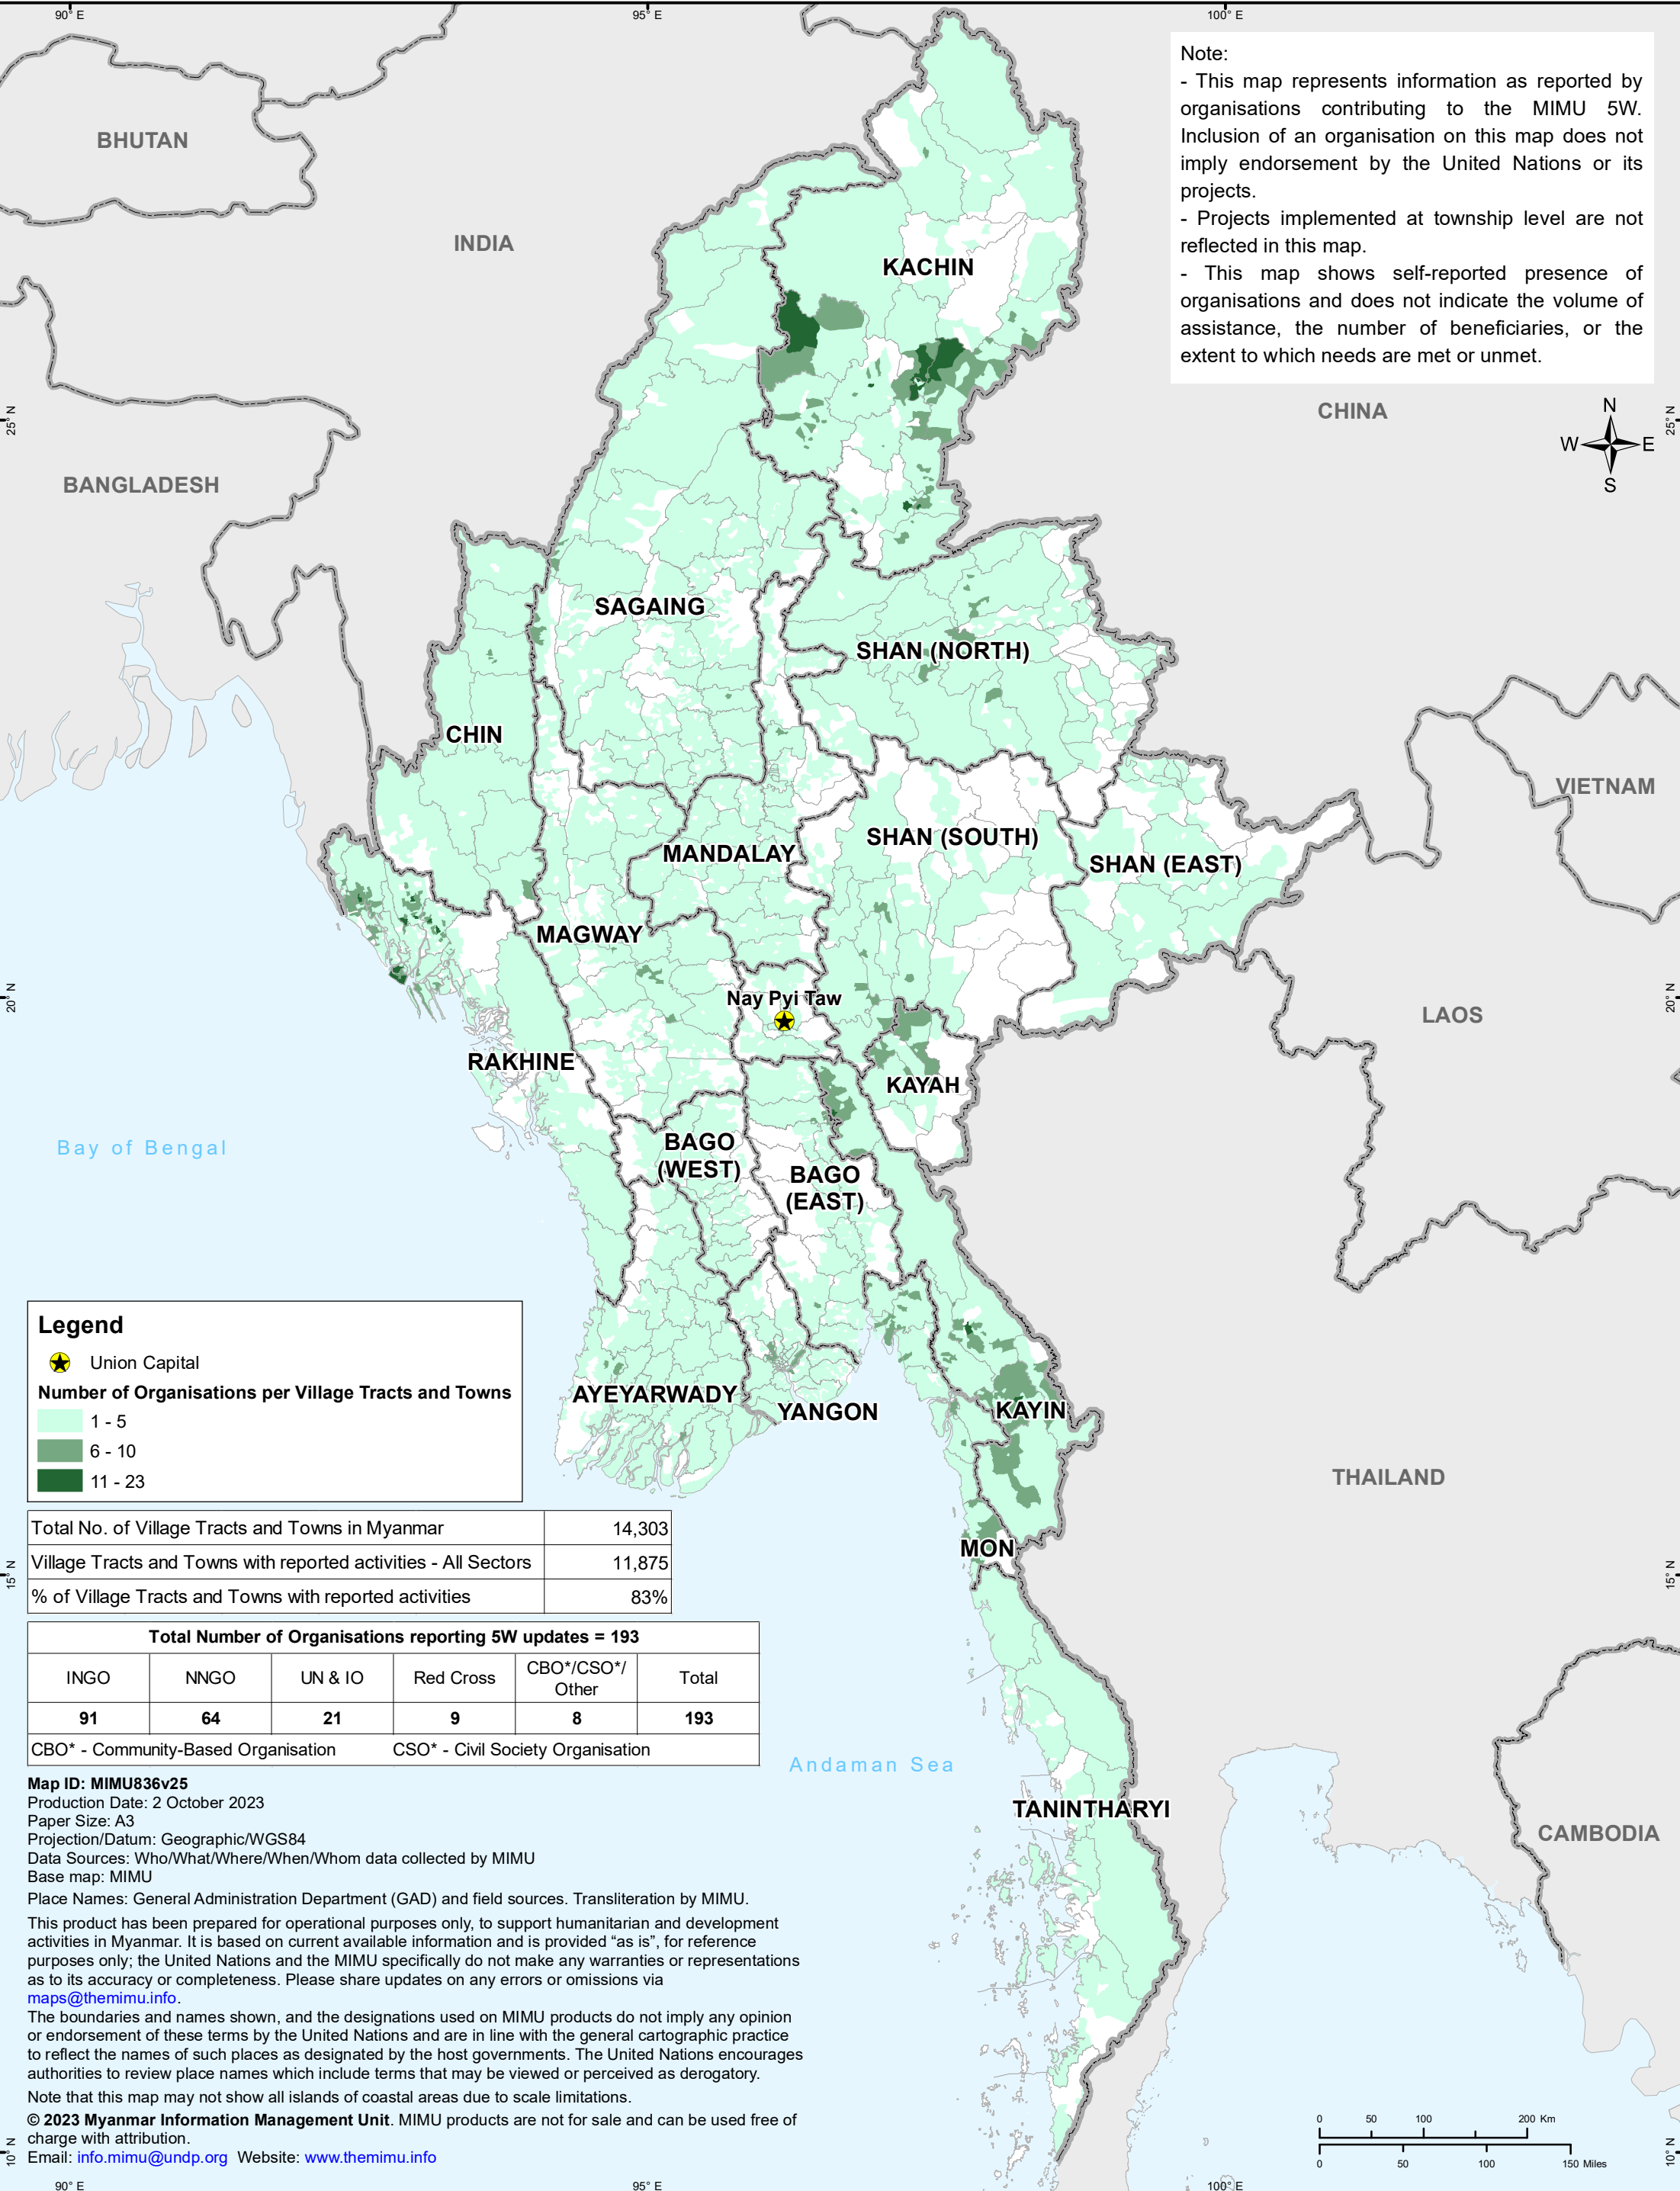 90° E
95° E
100° E
Note:
- This map represents information as reported by
organisations contributing to the MIMU 5W.
Inclusion of an organisation on this map does not
imply endorsement by the United Nations or its
projects.
- Projects implemented at township level are not
reflected in this map.
- This map shows self-reported presence of
organisations and does not indicate the volume of
assistance, the number of beneficiaries, or the
extent to which needs are met or unmet.
BHUTAN
INDIA
KACHIN
CHINA
N
W E
S
25° N
25° N
BANGLADESH
SAGAING
SHAN (NORTH)
CHIN
VIETNAM
SHAN (SOUTH)
MANDALAY
SHAN (EAST)
MAGWAY
20° N
Nay Pyi Taw
20° N
LAOS
RAKHINE
KAYAH
Bay of Bengal
BAGO
(WEST)
BAGO
(EAST)
AYEYARWADY
YANGON
KAYIN
THAILAND
MON
15° N
15° N
Andaman Sea
TANINTHARYI
CAMBODIA
Legend
Union Capital
Number of Organisations per Village Tracts and Towns
1 - 5
6 - 10
11 - 23
Total No. of Village Tracts and Towns in Myanmar 14,303
Village Tracts and Towns with reported activities - All Sectors 11,875
% of Village Tracts and Towns with reported activities 83%
Total Number of Organisations reporting 5W updates = 193
INGO NNGO UN & IO Red Cross CBO*/CSO*/ Other Total
91 64 21 9 8 193
CBO* - Community-Based Organisation CSO* - Civil Society Organisation
Map ID: MIMU836v25
Production Date: 2 October 2023
Paper Size: A3
Projection/Datum: Geographic/WGS84
Data Sources: Who/What/Where/When/Whom data collected by MIMU
Base map: MIMU
Place Names: General Administration Department (GAD) and field sources. Transliteration by MIMU.
This product has been prepared for operational purposes only, to support humanitarian and development
activities in Myanmar. It is based on current available information and is provided “as is”, for reference
purposes only; the United Nations and the MIMU specifically do not make any warranties or representations
as to its accuracy or completeness. Please share updates on any errors or omissions via
maps@themimu.info.
The boundaries and names shown, and the designations used on MIMU products do not imply any opinion
or endorsement of these terms by the United Nations and are in line with the general cartographic practice
to reflect the names of such places as designated by the host governments. The United Nations encourages
authorities to review place names which include terms that may be viewed or perceived as derogatory.
Note that this map may not show all islands of coastal areas due to scale limitations.
© 2023 Myanmar Information Management Unit. MIMU products are not for sale and can be used free of
charge with attribution.
Email: info.mimu@undp.org Website: www.themimu.info
0 50 100 200 Km
0 50 100 150 Miles
10° N
10° N
90° E
95° E
100° E